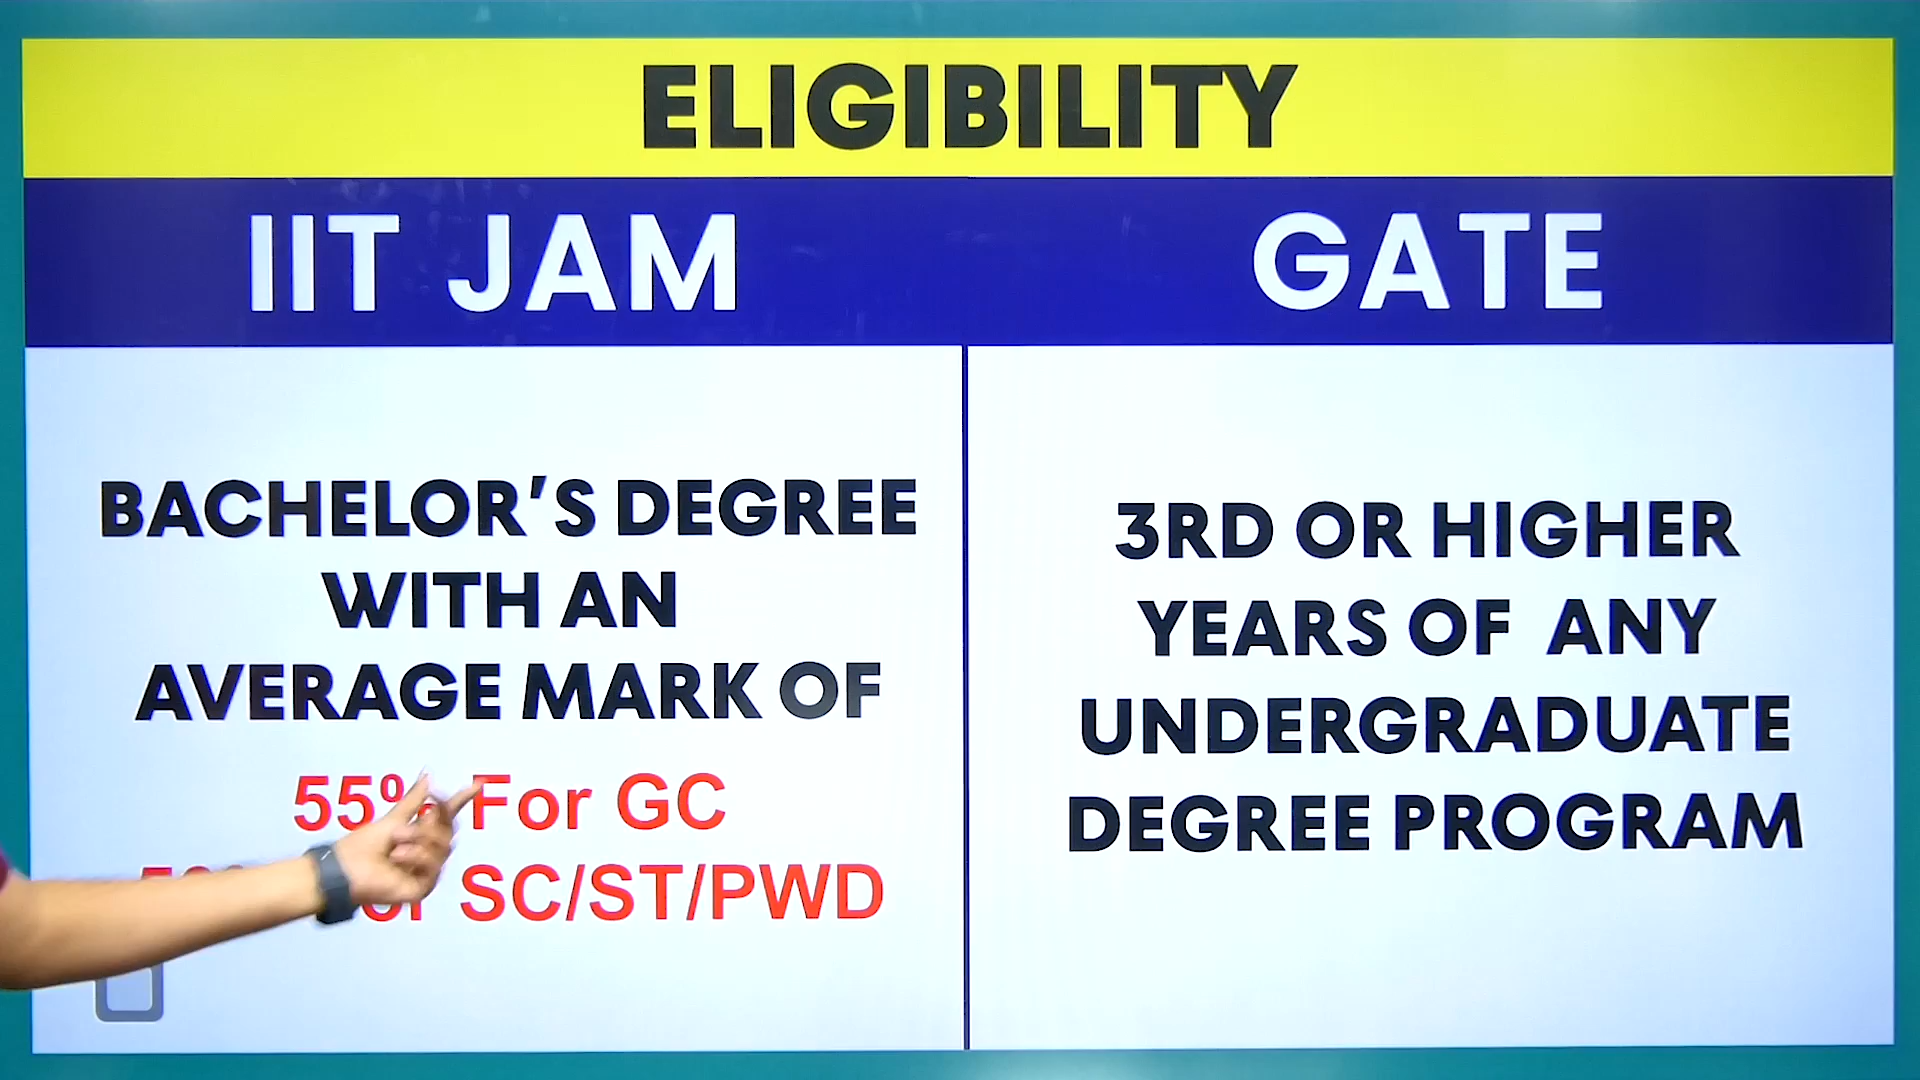 ELIGIBILITY
IIT JAM
GATE
BACHELOR'S DEGREE
WITH AN
AVERAGE MARK OF
55% For GC
SC/ST/PWD
3RD OR HIGHER
YEARS OF ANY
UNDERGRADUATE
DEGREE PROGRAM